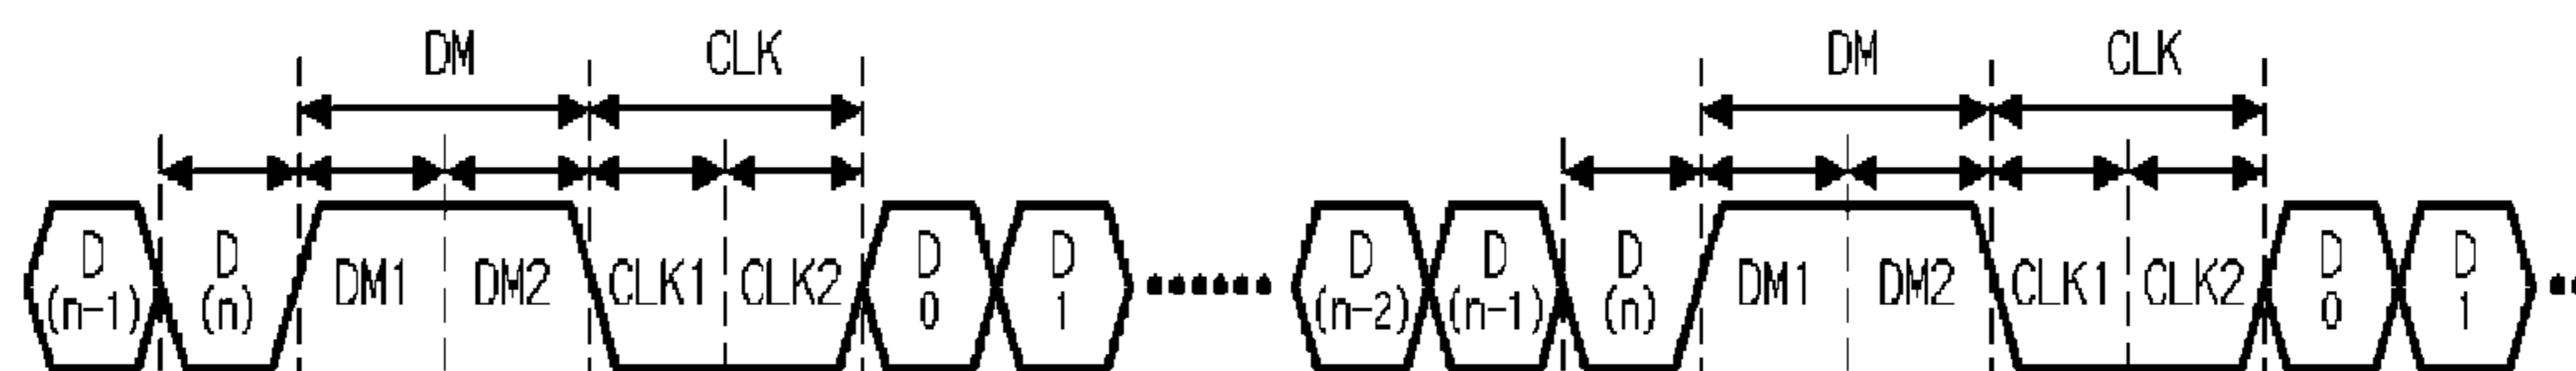 DM CLK DM CLK
D (n-1) D (n) DM1 DM2 CLK1 CLK2 D 0 D 1 ...... D (n-2) D (n-1) D (n) DM1 DM2 CLK1 CLK2 D 0 D 1